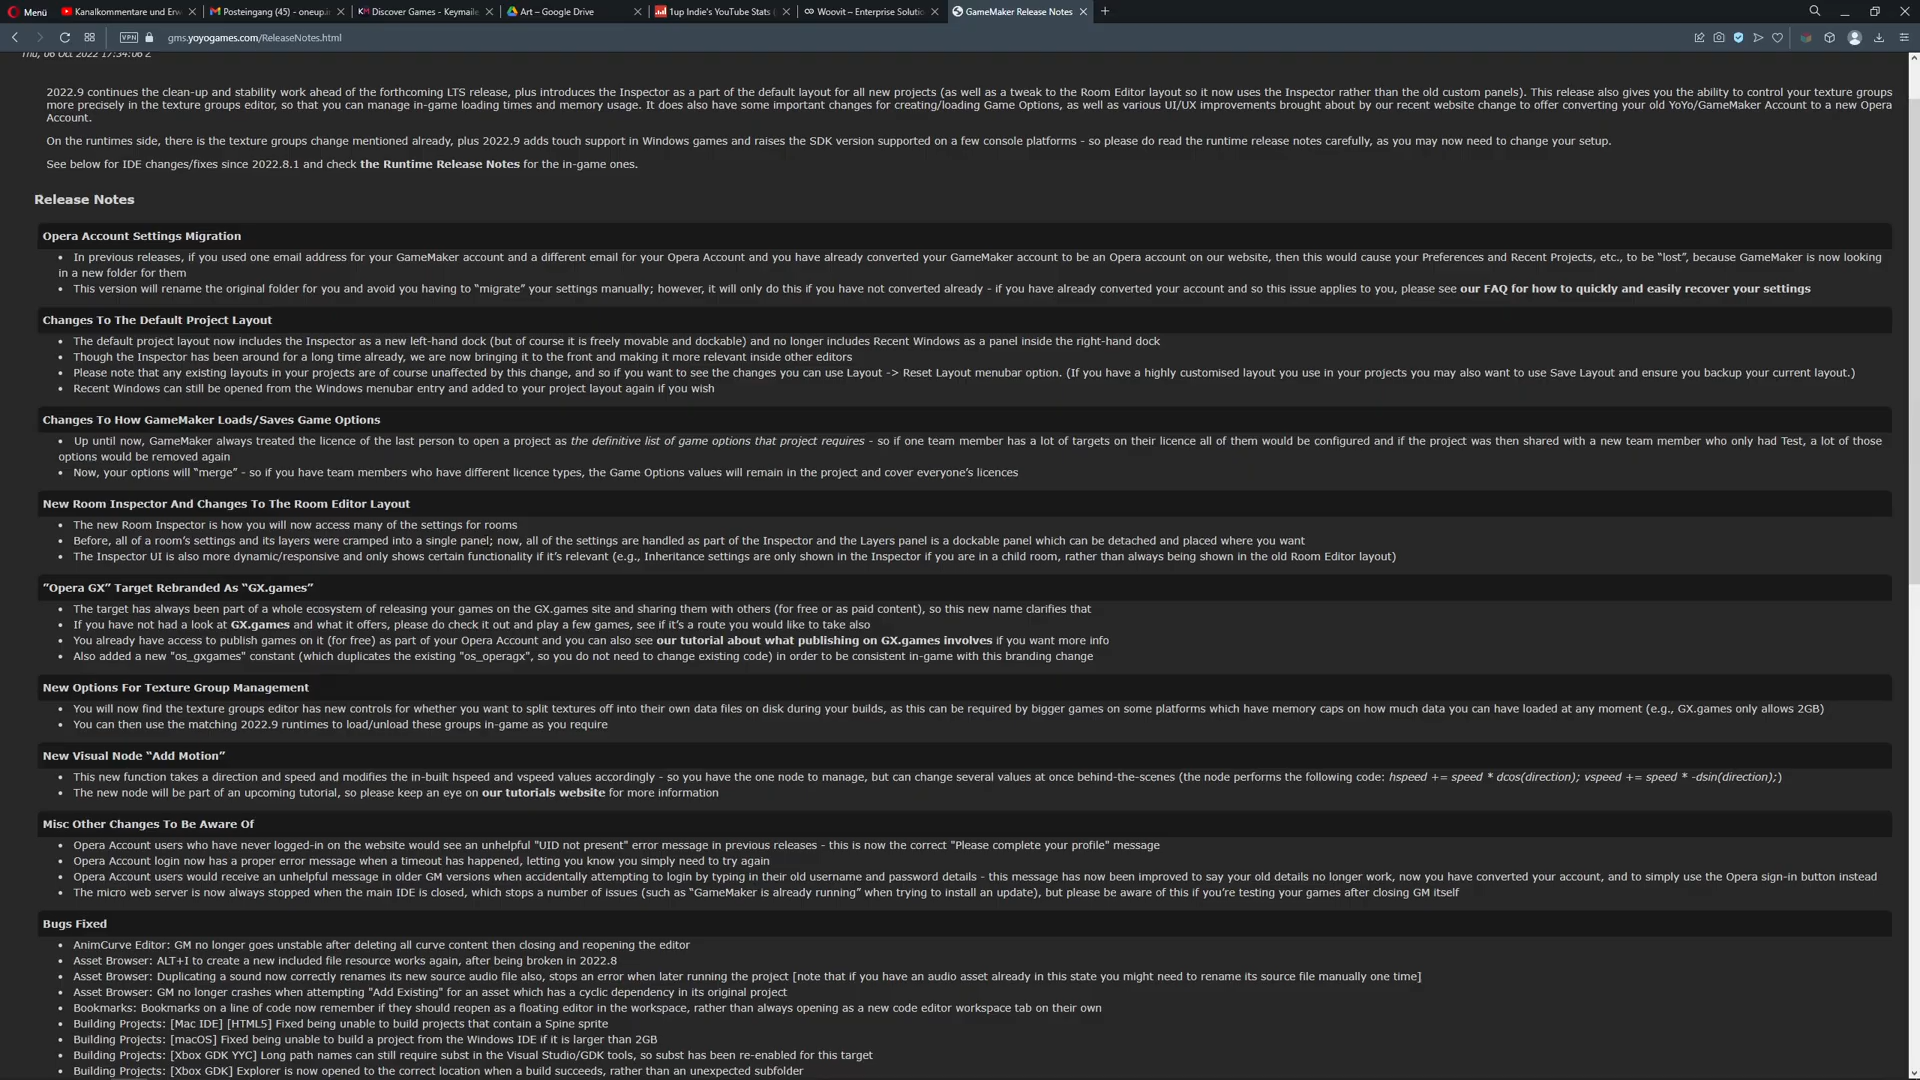 Menü
Kanalkommentare und Erw
Posteingang (45) - oneup.in
Discover Games - Keymaile
Art – Google Drive
1up Indie's YouTube Stats
Woovit – Enterprise Soluti
GameMaker Release Notes
VPN
gms.yoyogames.com/ReleaseNotes.html
Thu, 06 Oct 2022 17:34:06 Z
2022.9 continues the clean-up and stability work ahead of the forthcoming LTS release, plus introduces the Inspector as a part of the default layout for all new projects (as well as a tweak to the Room Editor layout so it now uses the Inspector rather than the old custom panels). This release also gives you the ability to control your texture groups
more precisely in the texture groups editor, so that you can manage in-game loading times and memory usage. It does also have some important changes for creating/loading Game Options, as well as various UI/UX improvements brought about by our recent website change to offer converting your old YoYo/GameMaker Account to a new Opera
Account.
On the runtimes side, there is the texture groups change mentioned already, plus 2022.9 adds touch support in Windows games and raises the SDK version supported on a few console platforms - so please do read the runtime release notes carefully, as you may now need to change your setup.
See below for IDE changes/fixes since 2022.8.1 and check the Runtime Release Notes for the in-game ones.
Release Notes
Opera Account Settings Migration
• In previous releases, if you used one email address for your GameMaker account and a different email for your Opera Account and you have already converted your GameMaker account to be an Opera account on our website, then this would cause your Preferences and Recent Projects, etc., to be “lost”, because GameMaker is now looking
in a new folder for them
• This version will rename the original folder for you and avoid you having to “migrate” your settings manually; however, it will only do this if you have not converted already - if you have already converted your account and so this issue applies to you, please see our FAQ for how to quickly and easily recover your settings
Changes To The Default Project Layout
• The default project layout now includes the Inspector as a new left-hand dock (but of course it is freely movable and dockable) and no longer includes Recent Windows as a panel inside the right-hand dock
• Though the Inspector has been around for a long time already, we are now bringing it to the front and making it more relevant inside other editors
• Please note that any existing layouts in your projects are of course unaffected by this change, and so if you want to see the changes you can use Layout -> Reset Layout menubar option. (If you have a highly customised layout you use in your projects you may also want to use Save Layout and ensure you backup your current layout.)
• Recent Windows can still be opened from the Windows menubar entry and added to your project layout again if you wish
Changes To How GameMaker Loads/Saves Game Options
• Up until now, GameMaker always treated the licence of the last person to open a project as the definitive list of game options that project requires - so if one team member has a lot of targets on their licence all of them would be configured and if the project was then shared with a new team member who only had Test, a lot of those
options would be removed again
• Now, your options will “merge” - so if you have team members who have different licence types, the Game Options values will remain in the project and cover everyone’s licences
New Room Inspector And Changes To The Room Editor Layout
• The new Room Inspector is how you will now access many of the settings for rooms
• Before, all of a room’s settings and its layers were cramped into a single panel; now, all of the settings are handled as part of the Inspector and the Layers panel is a dockable panel which can be detached and placed where you want
• The Inspector UI is also more dynamic/responsive and only shows certain functionality if it’s relevant (e.g., Inheritance settings are only shown in the Inspector if you are in a child room, rather than always being shown in the old Room Editor layout)
”Opera GX” Target Rebranded As “GX.games”
• The target has always been part of a whole ecosystem of releasing your games on the GX.games site and sharing them with others (for free or as paid content), so this new name clarifies that
• If you have not had a look at GX.games and what it offers, please do check it out and play a few games, see if it’s a route you would like to take also
• You already have access to publish games on it (for free) as part of your Opera Account and you can also see our tutorial about what publishing on GX.games involves if you want more info
• Also added a new "os_gxgames" constant (which duplicates the existing "os_operagx", so you do not need to change existing code) in order to be consistent in-game with this branding change
New Options For Texture Group Management
• You will now find the texture groups editor has new controls for whether you want to split textures off into their own data files on disk during your builds, as this can be required by bigger games on some platforms which have memory caps on how much data you can have loaded at any moment (e.g., GX.games only allows 2GB)
• You can then use the matching 2022.9 runtimes to load/unload these groups in-game as you require
New Visual Node “Add Motion”
• This new function takes a direction and speed and modifies the in-built hspeed and vspeed values accordingly - so you have the one node to manage, but can change several values at once behind-the-scenes (the node performs the following code: hspeed += speed * dcos(direction); vspeed += speed * -dsin(direction);)
• The new node will be part of an upcoming tutorial, so please keep an eye on our tutorials website for more information
Misc Other Changes To Be Aware Of
• Opera Account users who have never logged-in on the website would see an unhelpful "UID not present" error message in previous releases - this is now the correct "Please complete your profile" message
• Opera Account login now has a proper error message when a timeout has happened, letting you know you simply need to try again
• Opera Account users would receive an unhelpful message in older GM versions when accidentally attempting to login by typing in their old username and password details - this message has now been improved to say your old details no longer work, now you have converted your account, and to simply use the Opera sign-in button instead
• The micro web server is now always stopped when the main IDE is closed, which stops a number of issues (such as “GameMaker is already running” when trying to install an update), but please be aware of this if you’re testing your games after closing GM itself
Bugs Fixed
• AnimCurve Editor: GM no longer goes unstable after deleting all curve content then closing and reopening the editor
• Asset Browser: ALT+I to create a new included file resource works again, after being broken in 2022.8
• Asset Browser: Duplicating a sound now correctly renames its new source audio file also, stops an error when later running the project [note that if you have an audio asset already in this state you might need to rename its source file manually one time]
• Asset Browser: GM no longer crashes when attempting "Add Existing" for an asset which has a cyclic dependency in its original project
• Bookmarks: Bookmarks on a line of code now remember if they should reopen as a floating editor in the workspace, rather than always opening as a new code editor workspace tab on their own
• Building Projects: [Mac IDE] [HTML5] Fixed being unable to build projects that contain a Spine sprite
• Building Projects: [macOS] Fixed being unable to build a project from the Windows IDE if it is larger than 2GB
• Building Projects: [Xbox GDK YYC] Long path names can still require subst in the Visual Studio/GDK tools, so subst has been re-enabled for this target
• Building Projects: [Xbox GDK] Explorer is now opened to the correct location when a build succeeds, rather than an unexpected subfolder